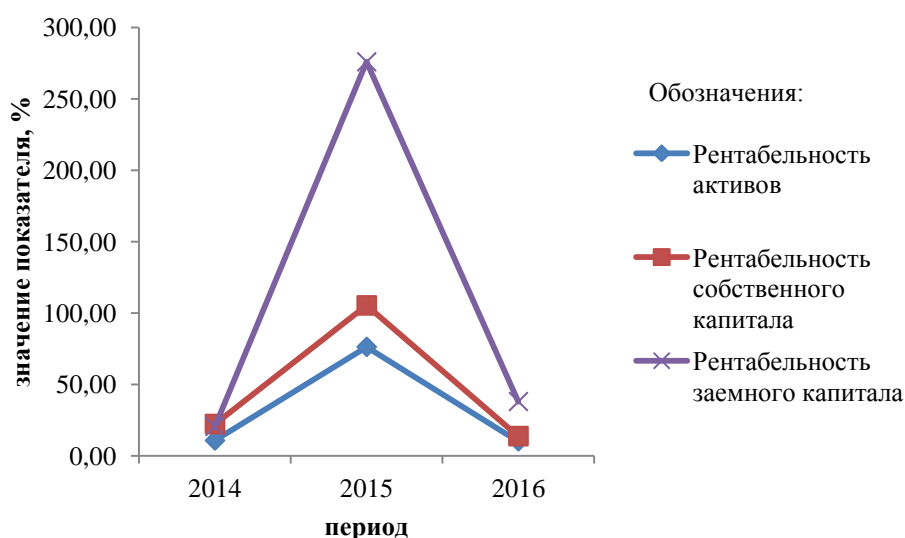 300,00
250,00
200,00
150,00
100,00
50,00
0,00
значение показателя, %
2014 2015 2016
период
Обозначения:
Рентабельность
активов
Рентабельность
собственного
капитала
Рентабельность
заемного капитала